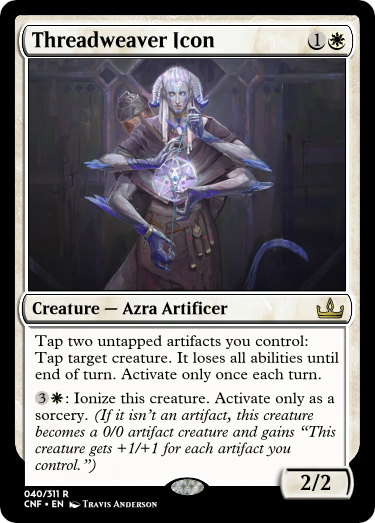 Threadweaver Icon 1
Creature — Azra Artificer
Tap two untapped artifacts you control:
Tap target creature. It loses all abilities until
end of turn. Activate only once each turn.
3 : Ionize this creature. Activate only as a
sorcery. (If it isn't an artifact, this creature
becomes a 0/0 artifact creature and gains “This
creature gets +1/+1 for each artifact you
control.”)
2/2
040/311 R
CNF • EN Travis Anderson